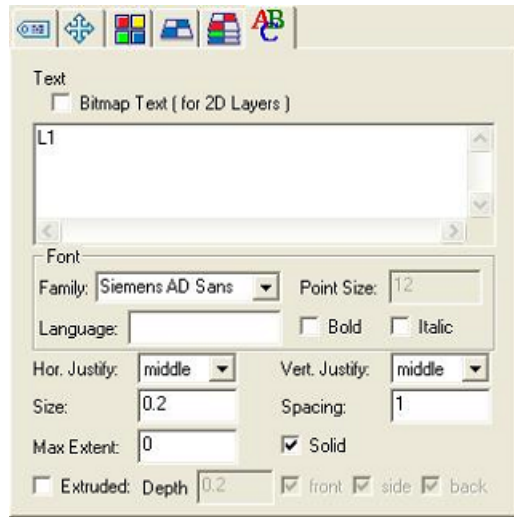 ABC
Text
Bitmap Text ( for 2D Layers )
L1
Font
Family: Siemens AD Sans Point Size: 12
Language: Bold Italic
Hor. Justify: middle Vert. Justify: middle
Size: 0.2 Spacing: 1
Max Extent: 0 Solid
Extruded: Depth 0.2 front side back